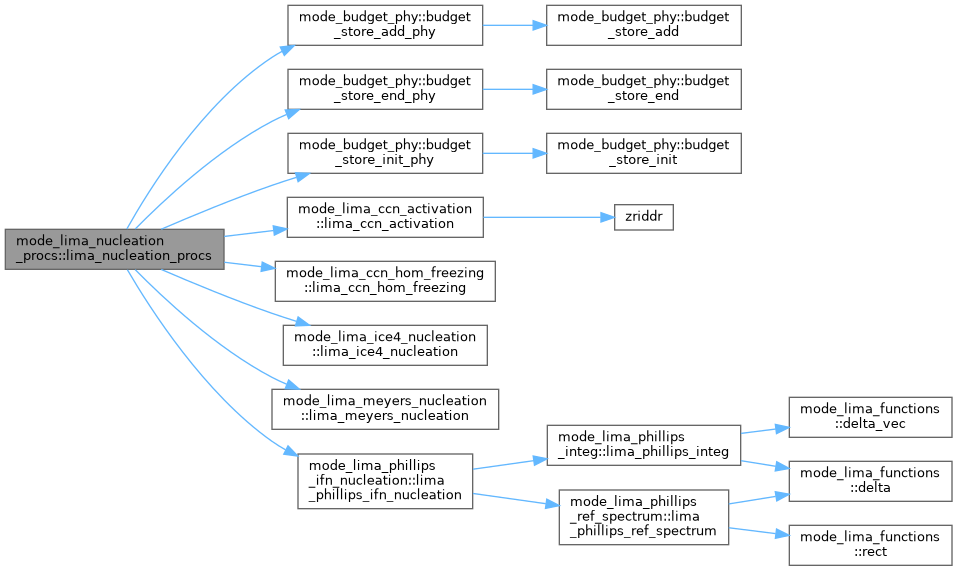 mode_lima_nucleation
_procs::lima_nucleation_procs
mode_budget_phy::budget
_store_add_phy
mode_budget_phy::budget
_store_add
mode_budget_phy::budget
_store_end_phy
mode_budget_phy::budget
_store_end
mode_budget_phy::budget
_store_init_phy
mode_budget_phy::budget
_store_init
mode_lima_ccn_activation
::lima_ccn_activation
zriddr
mode_lima_ccn_hom_freezing
::lima_ccn_hom_freezing
mode_lima_ice4_nucleation
::lima_ice4_nucleation
mode_lima_meyers_nucleation
::lima_meyers_nucleation
mode_lima_phillips
_ifn_nucleation::lima
_phillips_ifn_nucleation
mode_lima_phillips
_integ::lima_phillips_integ
mode_lima_phillips
_ref_spectrum::lima
_phillips_ref_spectrum
mode_lima_functions
::delta_vec
mode_lima_functions
::delta
mode_lima_functions
::rect